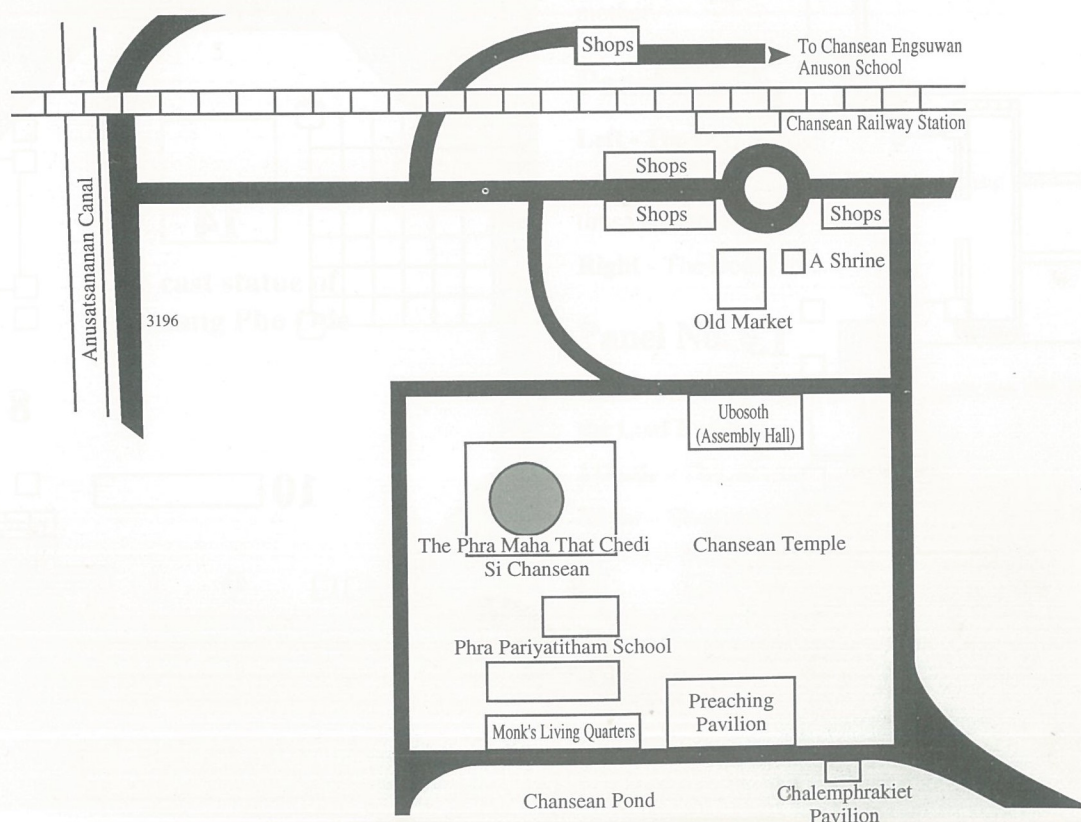 Shops
To Chansean Engsuwan
Anuson School
Chansean Railway Station
Shops
Shops
Shops
A Shrine
Old Market
Anusatsananan Canal
3196
Ubosoth
(Assembly Hall)
The Phra Maha That Chedi
Si Chansean
Chansean Temple
Phra Pariyatitham School
Monk's Living Quarters
Preaching
Pavilion
Chansean Pond
Chalemphrakiet
Pavilion